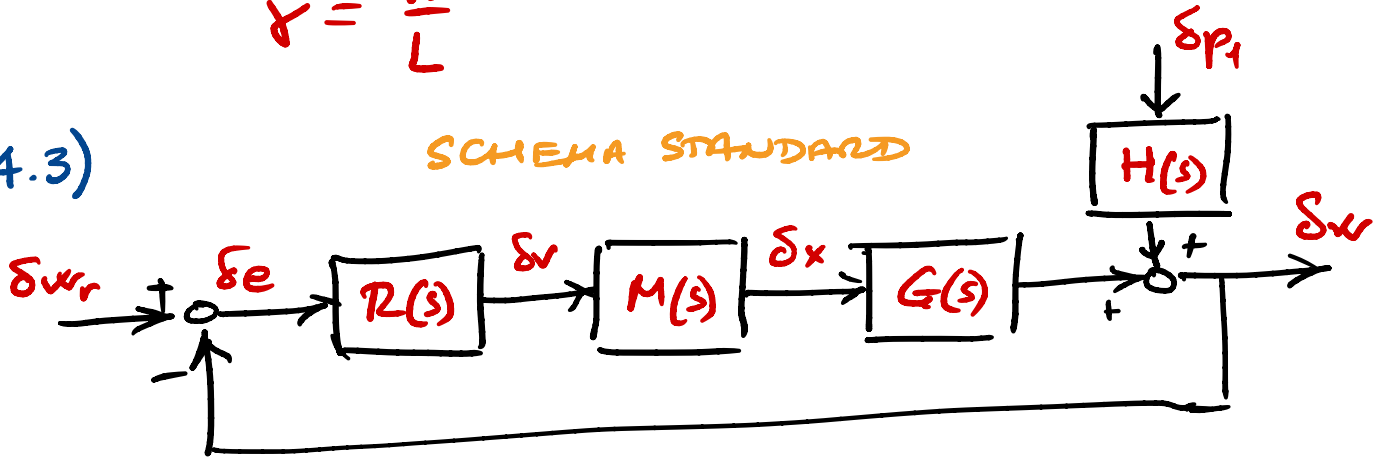 γ = L
4.3)
SCHEMA STANDARD
δp₁
H(s)
δw
δwᵣ
+
δe
R(s)
δv
M(s)
δx
G(s)
+
+
−